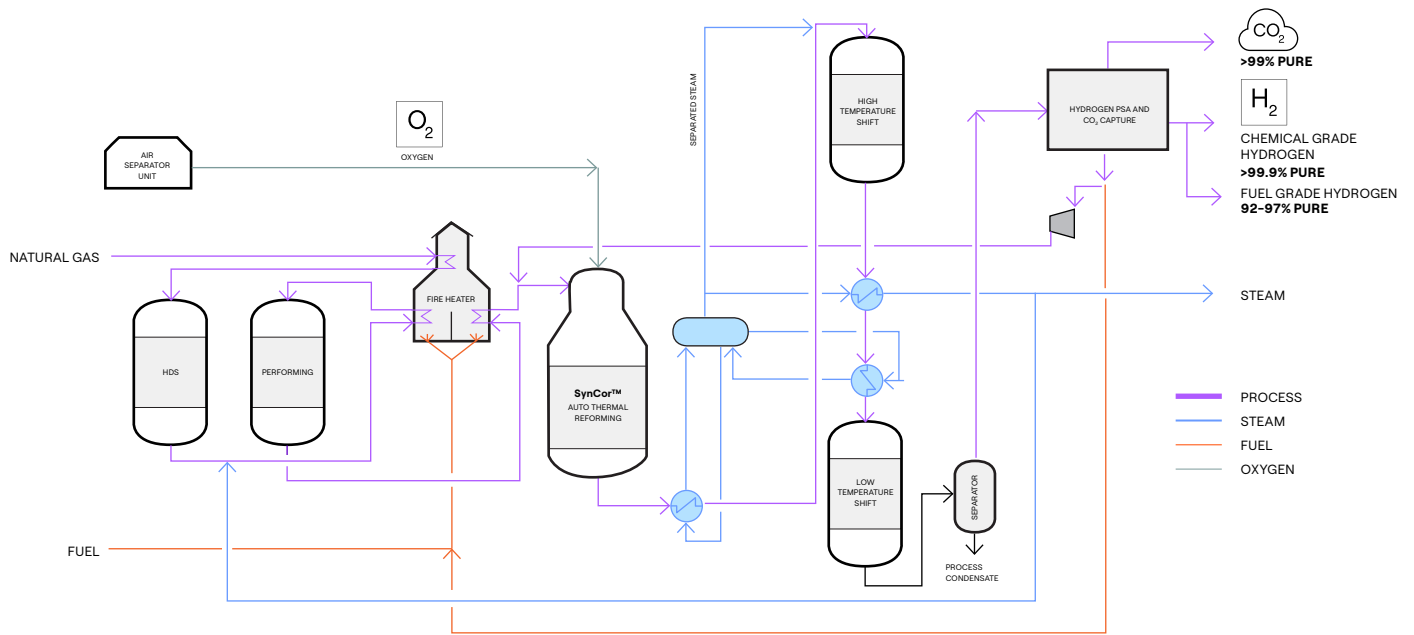 CO2
>99% PURE
H2
CHEMICAL GRADE
HYDROGEN
>99.9% PURE
FUEL GRADE HYDROGEN
92–97% PURE
HYDROGEN PSA AND
CO2 CAPTURE
SEPARATED STEAM
HIGH
TEMPERATURE
SHIFT
O2
OXYGEN
AIR
SEPARATOR
UNIT
NATURAL GAS
FIRE HEATER
STEAM
HDS
PERFORMING
SynCor™
AUTO THERMAL
REFORMING
LOW
TEMPERATURE
SHIFT
SEPARATOR
PROCESS
CONDENSATE
FUEL
PROCESS
STEAM
FUEL
OXYGEN